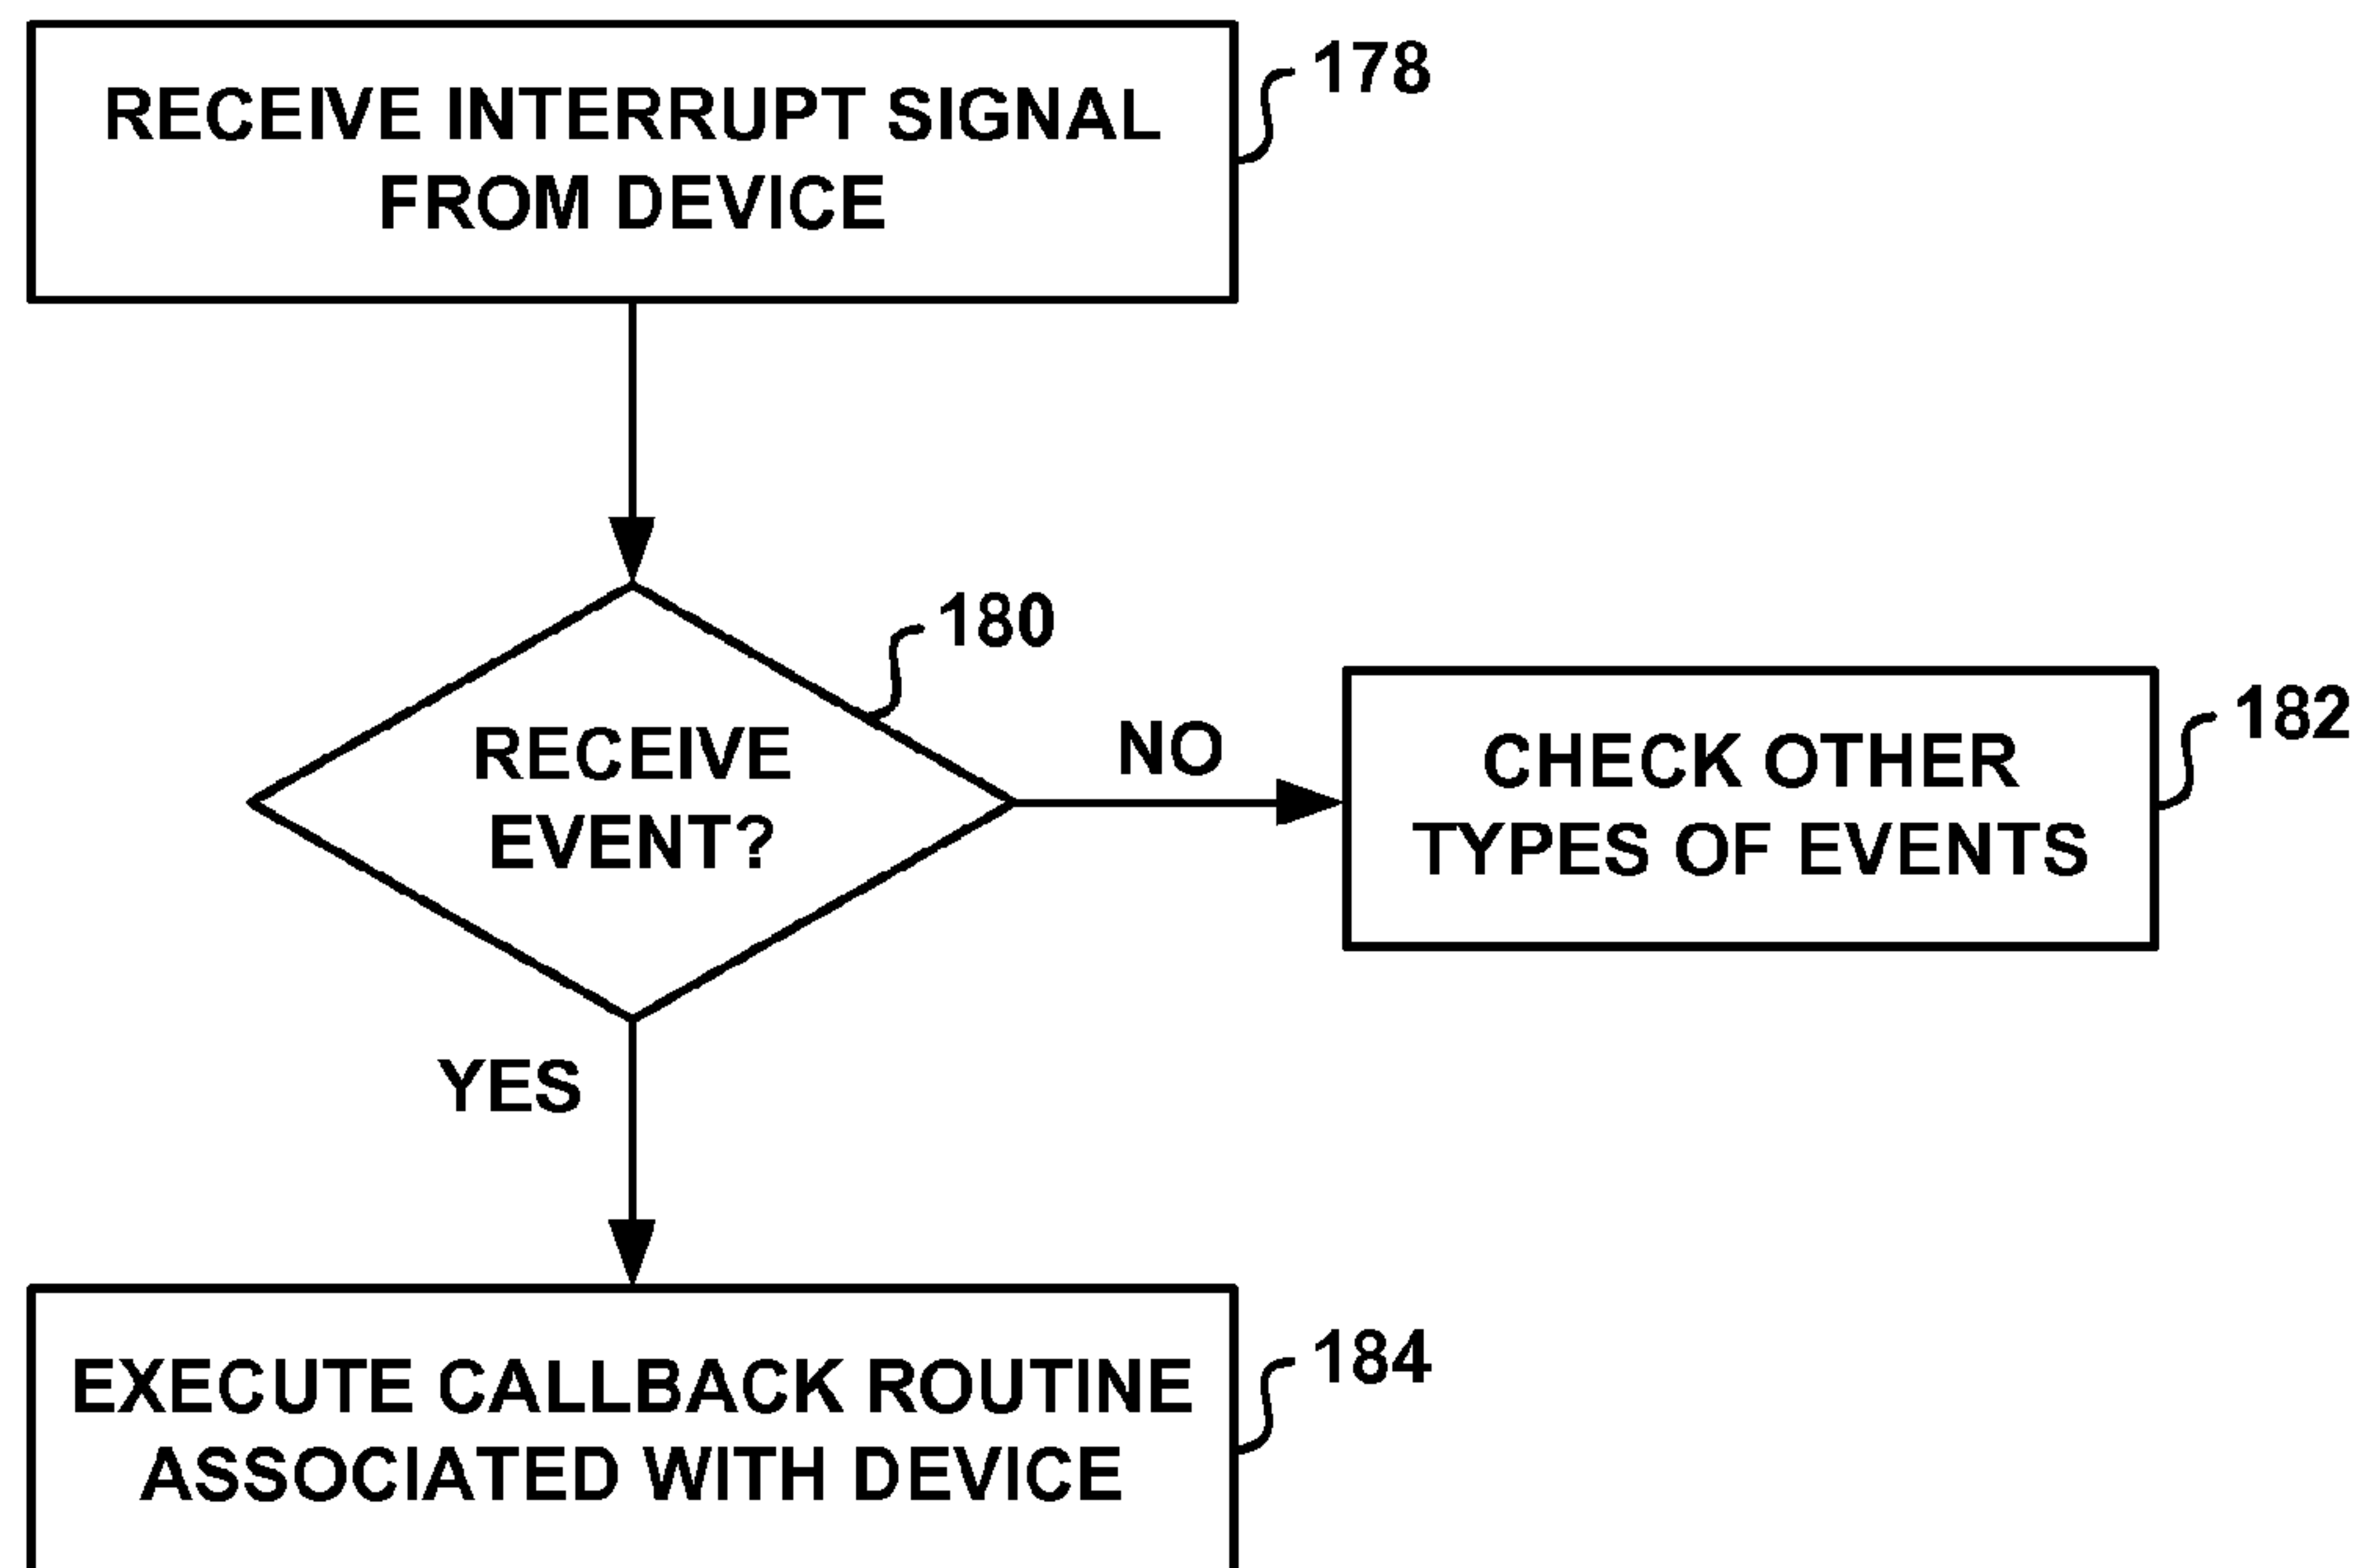 RECEIVE INTERRUPT SIGNAL
FROM DEVICE
178
180
RECEIVE
EVENT?
NO
CHECK OTHER
TYPES OF EVENTS
182
YES
EXECUTE CALLBACK ROUTINE
ASSOCIATED WITH DEVICE
184